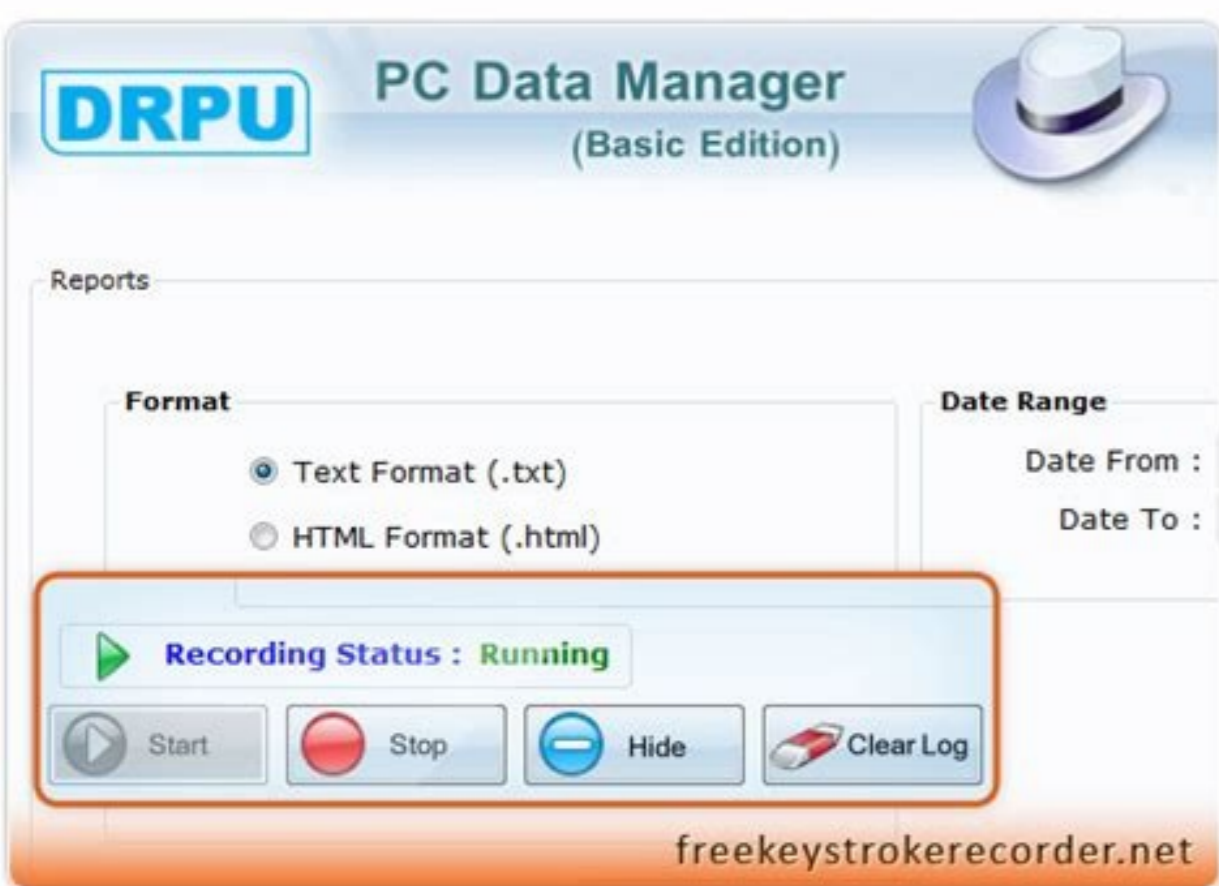 DRPU
PC Data Manager
(Basic Edition)
Reports
Format
Text Format (.txt)
HTML Format (.html)
Date Range
Date From :
Date To :
Recording Status : Running
Start
Stop
Hide
Clear Log
freekeystrokerecorder.net